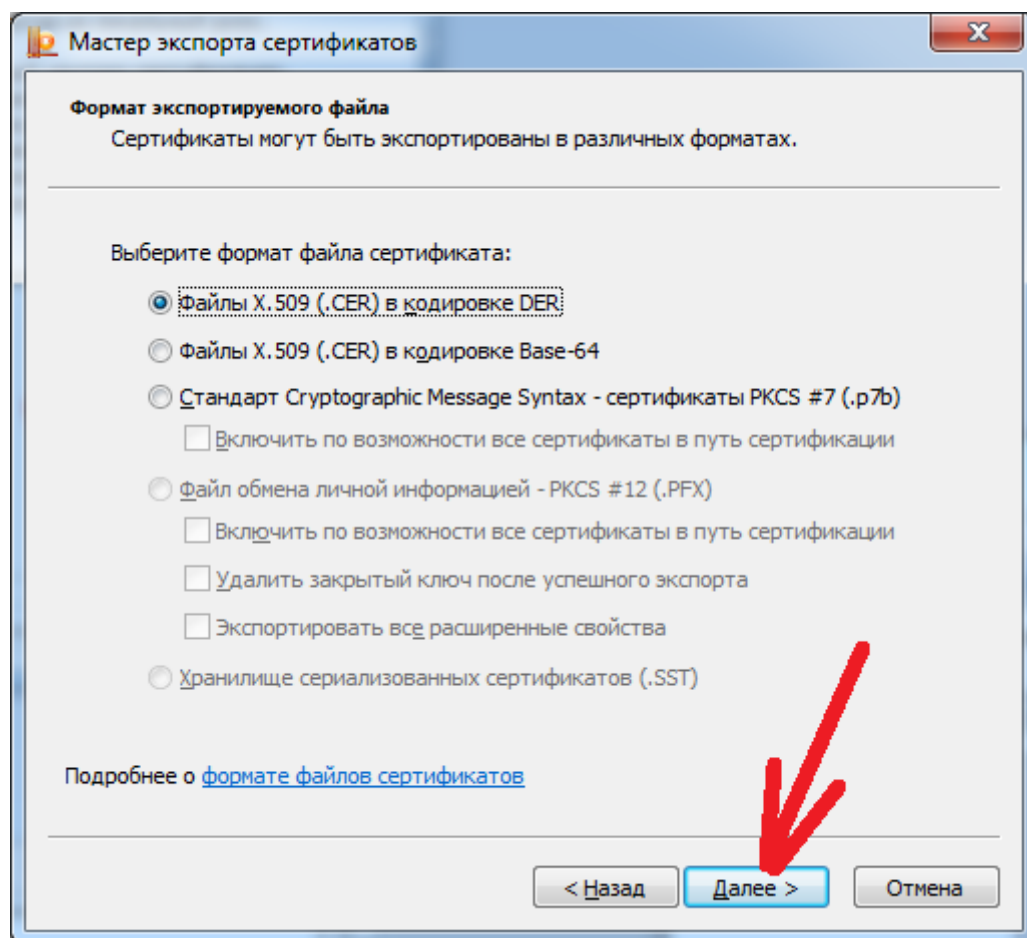 Мастер экспорта сертификатов
Формат экспортируемого файла
Сертификаты могут быть экспортированы в различных форматах.
Выберите формат файла сертификата:
Файлы X.509 (.CER) в кодировке DER
Файлы X.509 (.CER) в кодировке Base-64
Стандарт Cryptographic Message Syntax - сертификаты PKCS #7 (.p7b)
Включить по возможности все сертификаты в путь сертификации
Файл обмена личной информацией - PKCS #12 (.PFX)
Включить по возможности все сертификаты в путь сертификации
Удалить закрытый ключ после успешного экспорта
Экспортировать все расширенные свойства
Хранилище сериализованных сертификатов (.SST)
Подробнее о формате файлов сертификатов
< Назад Далее > Отмена